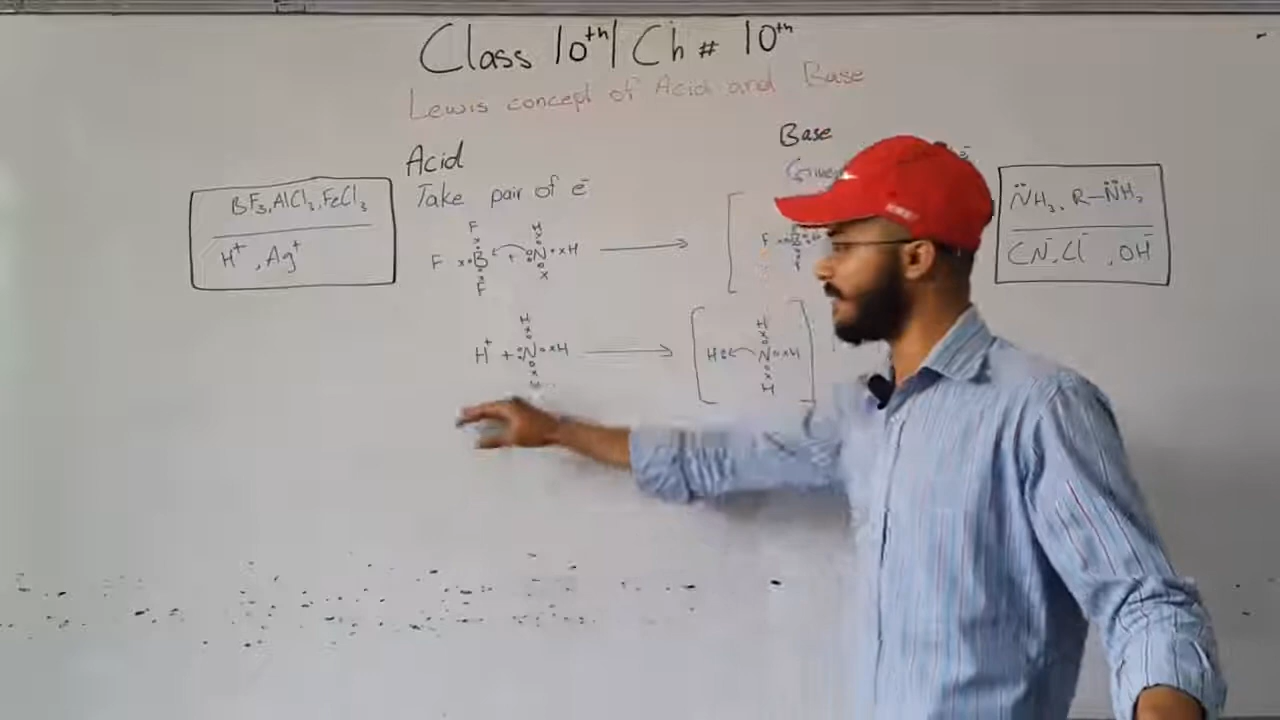 Class 10th | Ch # 10th
Lewis concept of Acid and Base
Acid
Take pair of e⁻
BF₃, AlCl₃, FeCl₃
H⁺, Ag⁺
F
F x•B + N x H
F
H
x
H
H⁺ + N x H
H
Base
e⁻
F
H N x H
H
H
N̈H₃, R–N̈H₂
CN⁻, Cl⁻, OH⁻